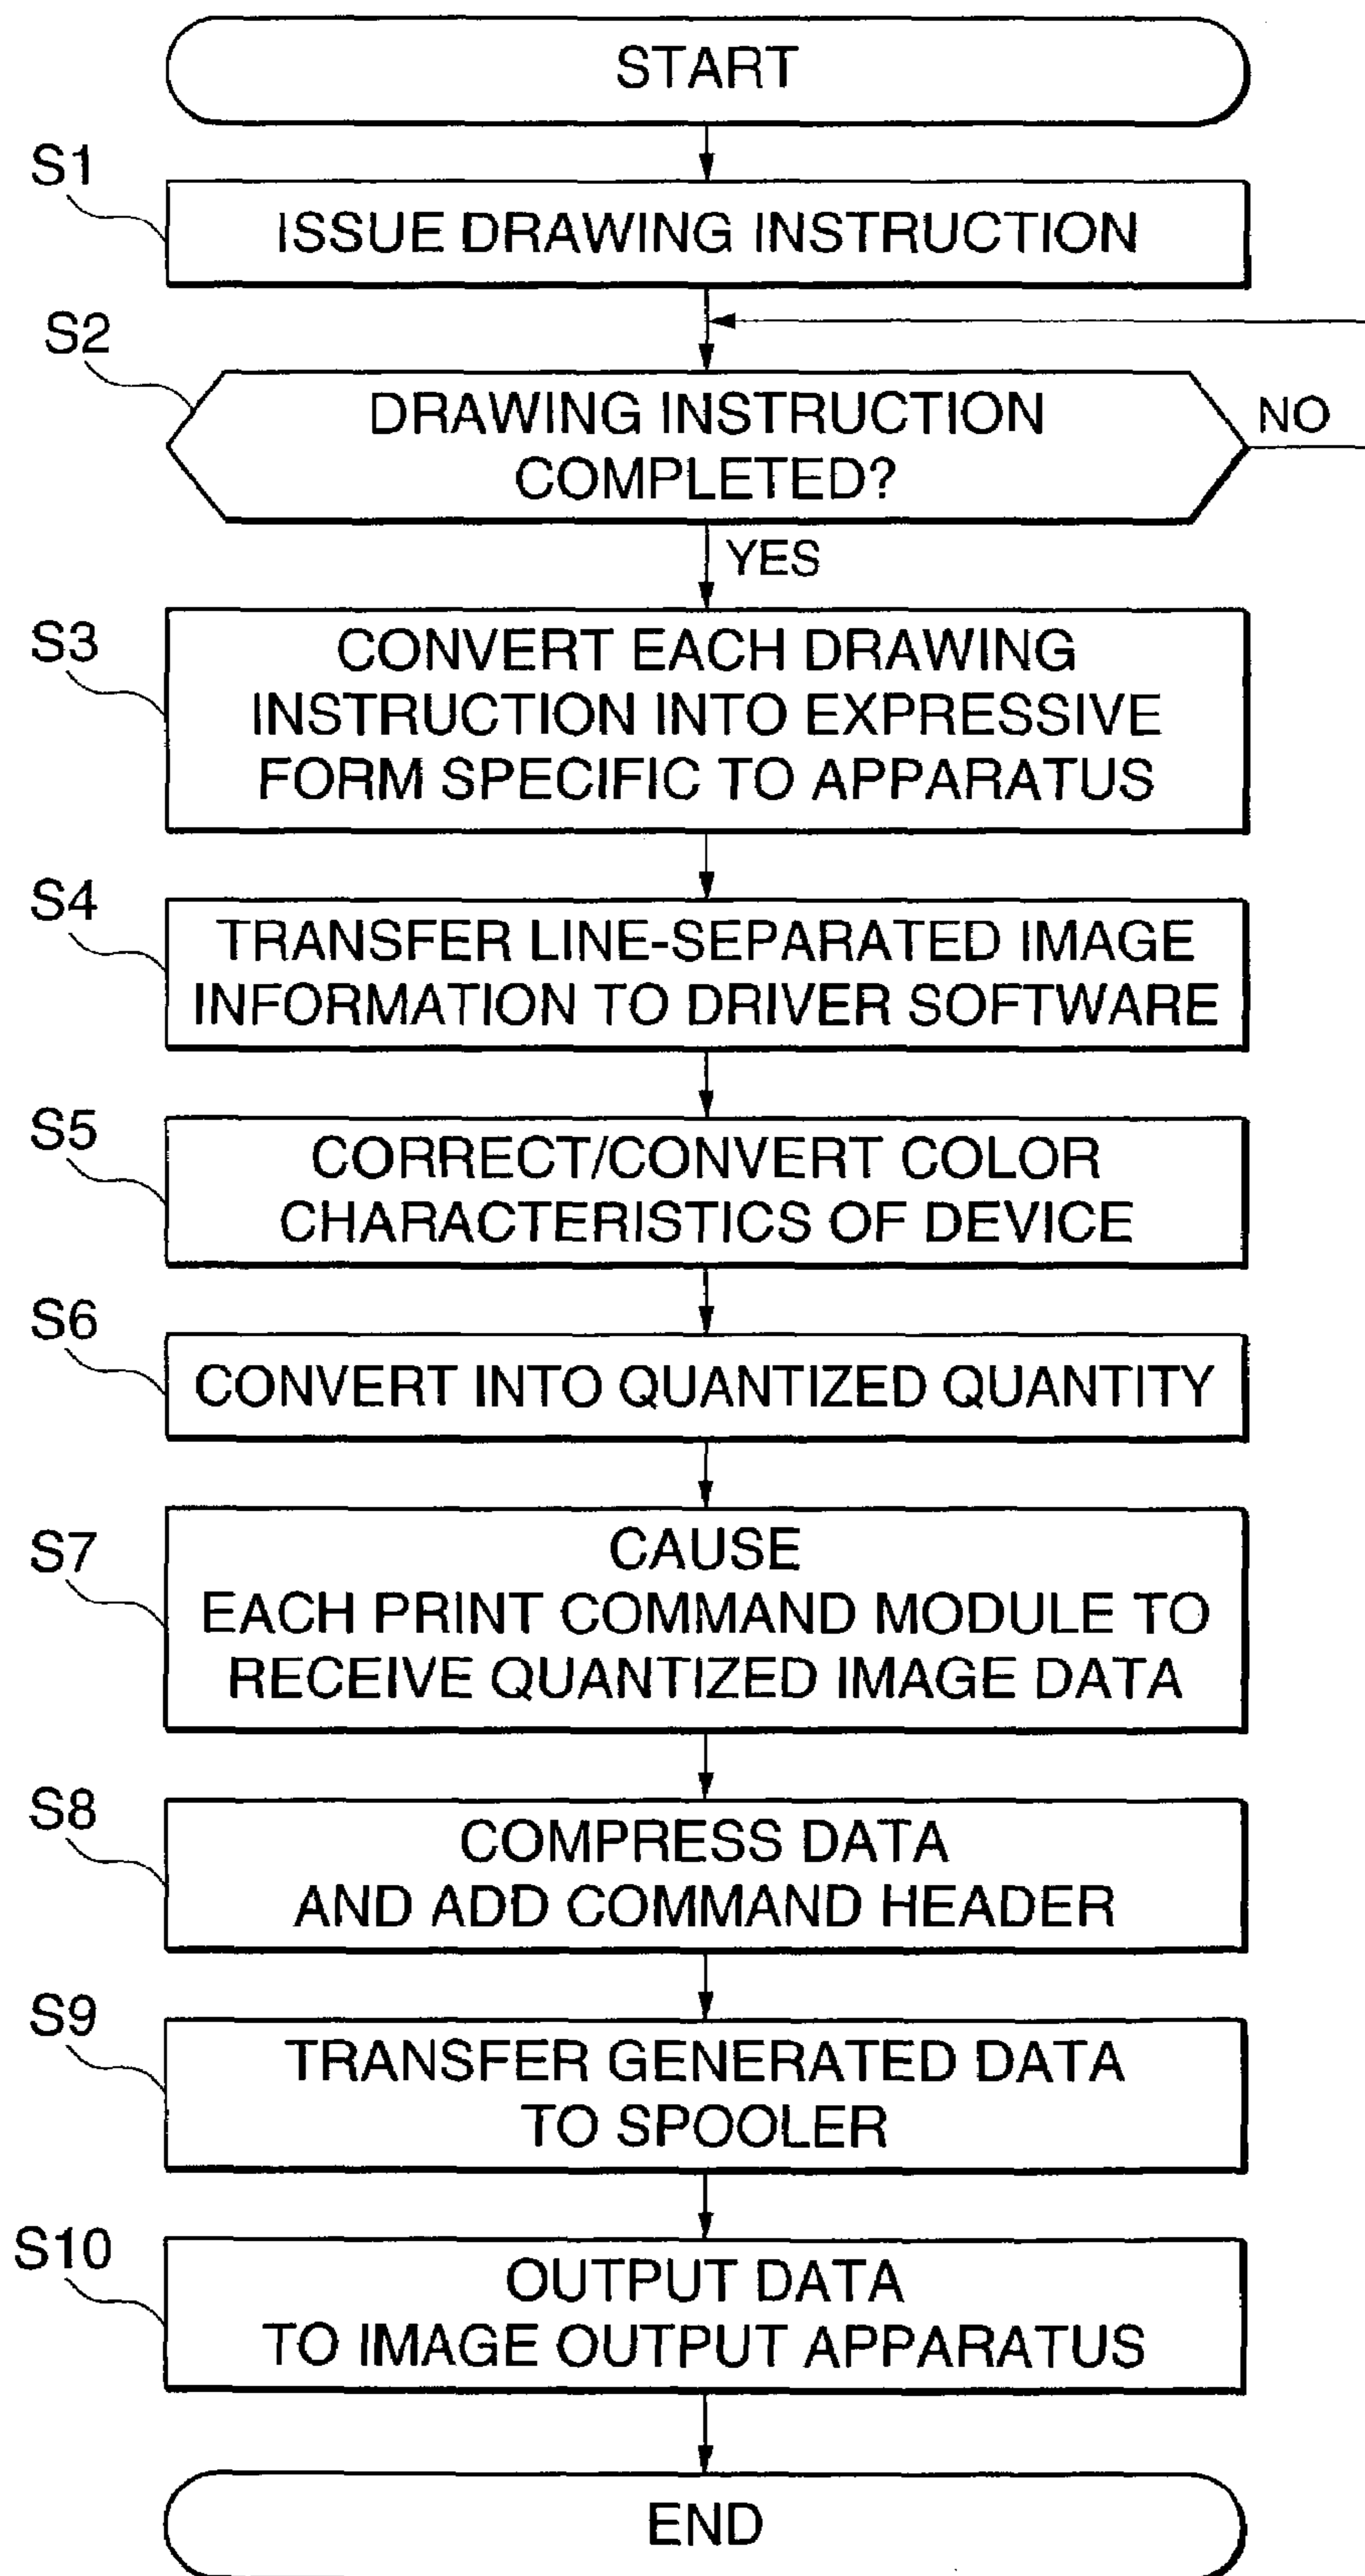 START
S1
ISSUE DRAWING INSTRUCTION
S2
DRAWING INSTRUCTION
COMPLETED?
NO
YES
S3
CONVERT EACH DRAWING
INSTRUCTION INTO EXPRESSIVE
FORM SPECIFIC TO APPARATUS
S4
TRANSFER LINE-SEPARATED IMAGE
INFORMATION TO DRIVER SOFTWARE
S5
CORRECT/CONVERT COLOR
CHARACTERISTICS OF DEVICE
S6
CONVERT INTO QUANTIZED QUANTITY
S7
CAUSE
EACH PRINT COMMAND MODULE TO
RECEIVE QUANTIZED IMAGE DATA
S8
COMPRESS DATA
AND ADD COMMAND HEADER
S9
TRANSFER GENERATED DATA
TO SPOOLER
S10
OUTPUT DATA
TO IMAGE OUTPUT APPARATUS
END